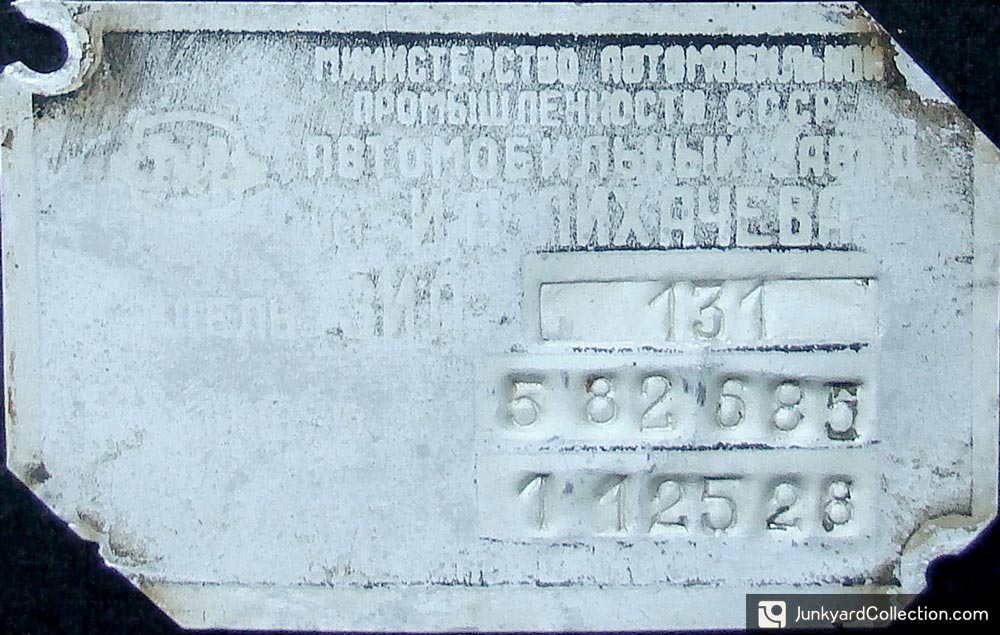 МИНИСТЕРСТВО АВТОМОБИЛЬНОЙ
ПРОМЫШЛЕННОСТИ СССР
АВТОМОБИЛЬНЫЙ ЗАВОД
ЛИХАЧЕВА
ЗИЛ
131
582685
112528
JunkyardCollection.com